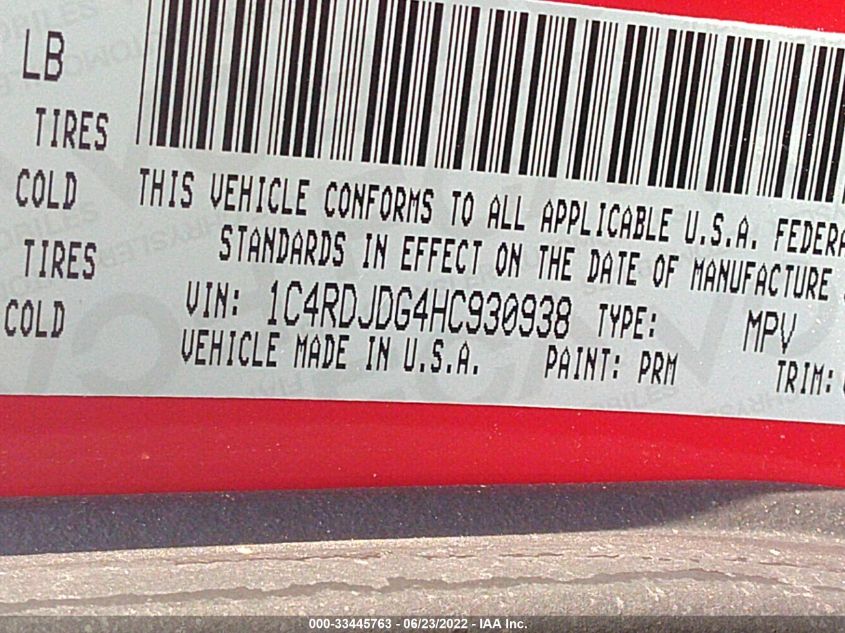 LB
TIRES
COLD
THIS VEHICLE CONFORMS TO ALL APPLICABLE U.S.A.
TIRES
STANDARDS IN EFFECT ON THE DATE OF MANUFACTURE
COLD
VIN: 1C4RDJDG4HC930938 TYPE: MPV
VEHICLE MADE IN U.S.A. PAINT: PRM TRIM:
000-33445763 - 06/23/2022 - IAA Inc.